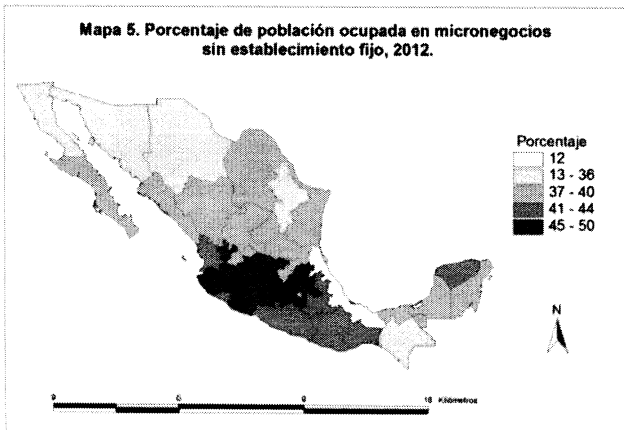 Mapa 5. Porcentaje de población ocupada en micronegocios
sin establecimiento fijo, 2012.
Porcentaje
12
13 - 36
37 - 40
41 - 44
45 - 50
N
18 Kilómetros